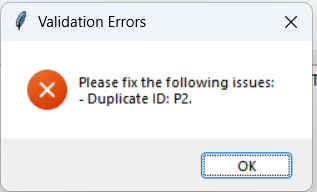 Validation Errors
Please fix the following issues:
- Duplicate ID: P2.
OK